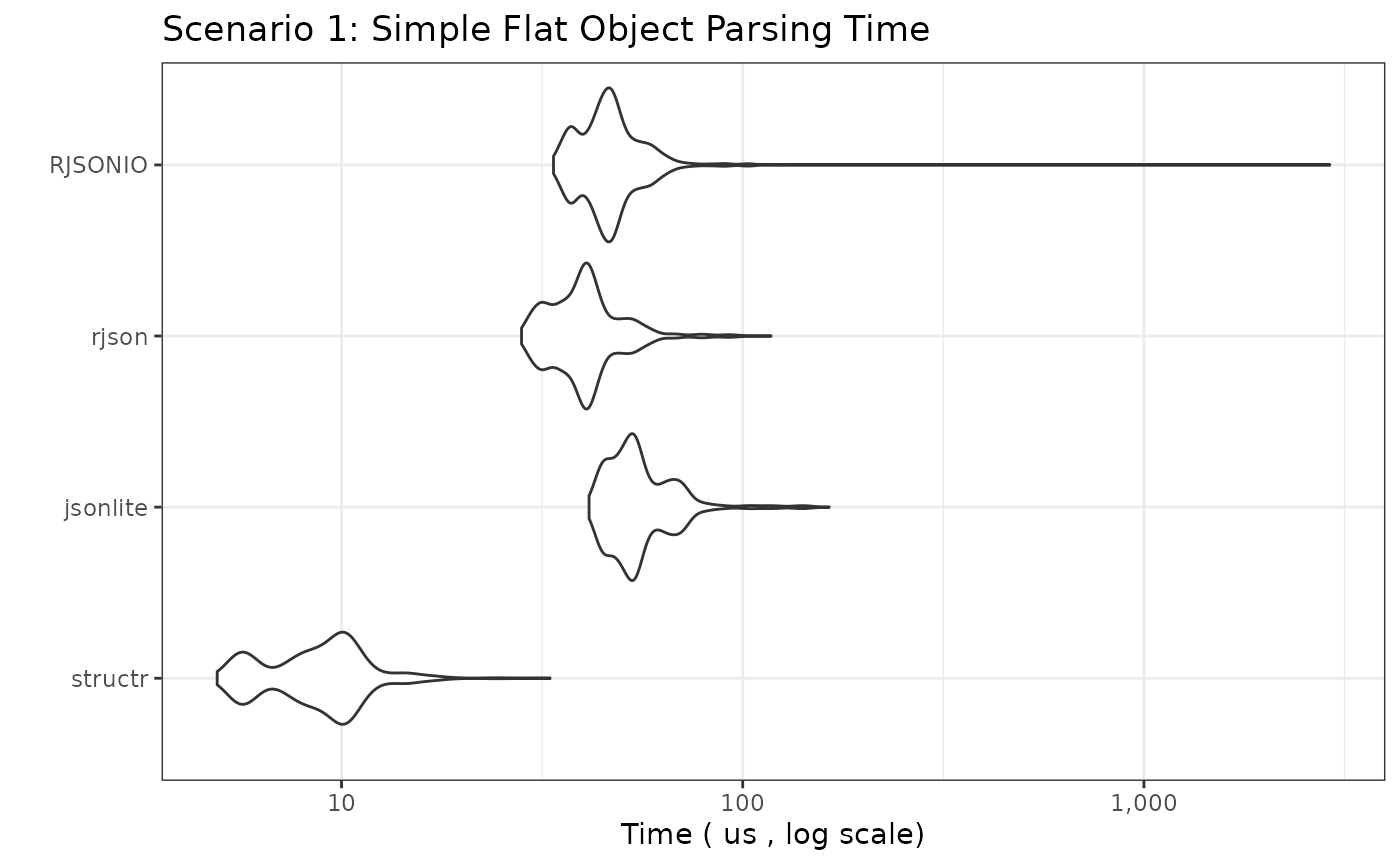 Scenario 1: Simple Flat Object Parsing Time
RJSONIO
rjson
jsonlite
structr
10 100 1,000
Time ( us , log scale)